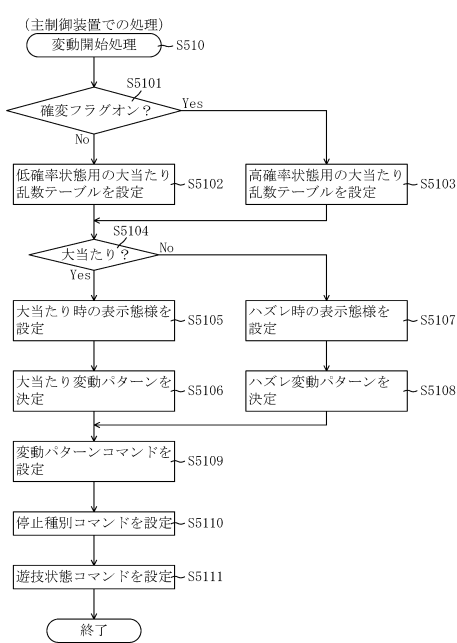 (主制御装置での処理)
変動開始処理
S510
S5101
確変フラグオン？
Yes
No
低確率状態用の大当たり
乱数テーブルを設定
S5102
高確率状態用の大当たり
乱数テーブルを設定
S5103
S5104
大当たり？
No
Yes
大当たり時の表示態様を
設定
S5105
ハズレ時の表示態様を
設定
S5107
大当たり変動パターンを
決定
S5106
ハズレ変動パターンを
決定
S5108
変動パターンコマンドを
設定
S5109
停止種別コマンドを設定
S5110
遊技状態コマンドを設定
S5111
終了